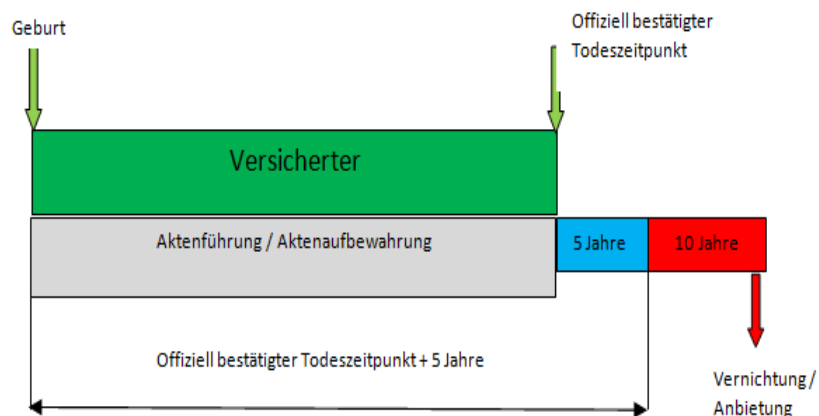 Geburt
Offiziell bestätigter
Todeszeitpunkt
Versicherter
Aktenführung / Aktenaufbewahrung
5 Jahre
10 Jahre
Offiziell bestätigter Todeszeitpunkt + 5 Jahre
Vernichtung /
Anbietung